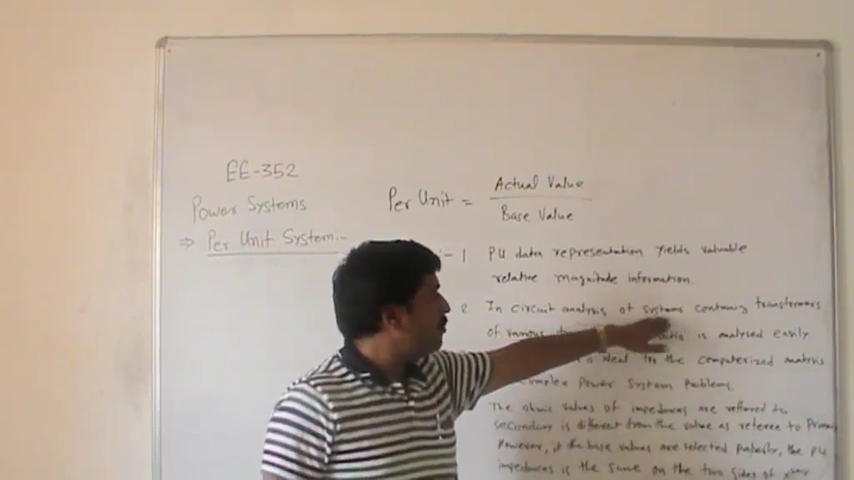 EE-352
Power Systems
⇒ Per Unit System.-
Per Unit = Actual Value
Base Value
- 1 PU data representation yields valuable
relative magnitude information.
2 In circuit analysis of systems containing transformers
of various is analysed easily
ideal for the computerized
complex Power System Problems.
The ohmic values of impedances are reffered to
secondary is different from the value as referee to
However, if the base values are selected properly, the PU
impedances is the same on the two sides of